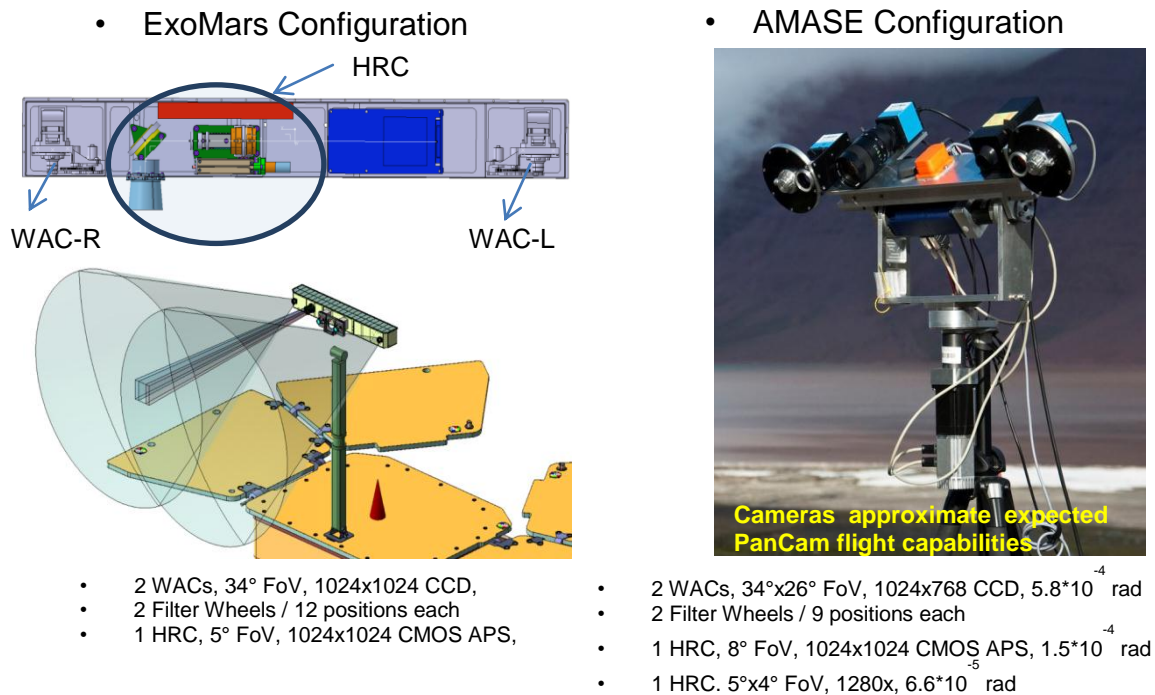 • ExoMars Configuration
HRC
WAC-R
WAC-L
• 2 WACs, 34° FoV, 1024x1024 CCD,
• 2 Filter Wheels / 12 positions each
• 1 HRC, 5° FoV, 1024x1024 CMOS APS,
• AMASE Configuration
Cameras approximate expected
PanCam flight capabilities
• 2 WACs, 34°x26° FoV, 1024x768 CCD, 5.8*10⁻⁴ rad
• 2 Filter Wheels / 9 positions each
• 1 HRC, 8° FoV, 1024x1024 CMOS APS, 1.5*10⁻⁴ rad
• 1 HRC. 5°x4° FoV, 1280x, 6.6*10⁻⁵ rad